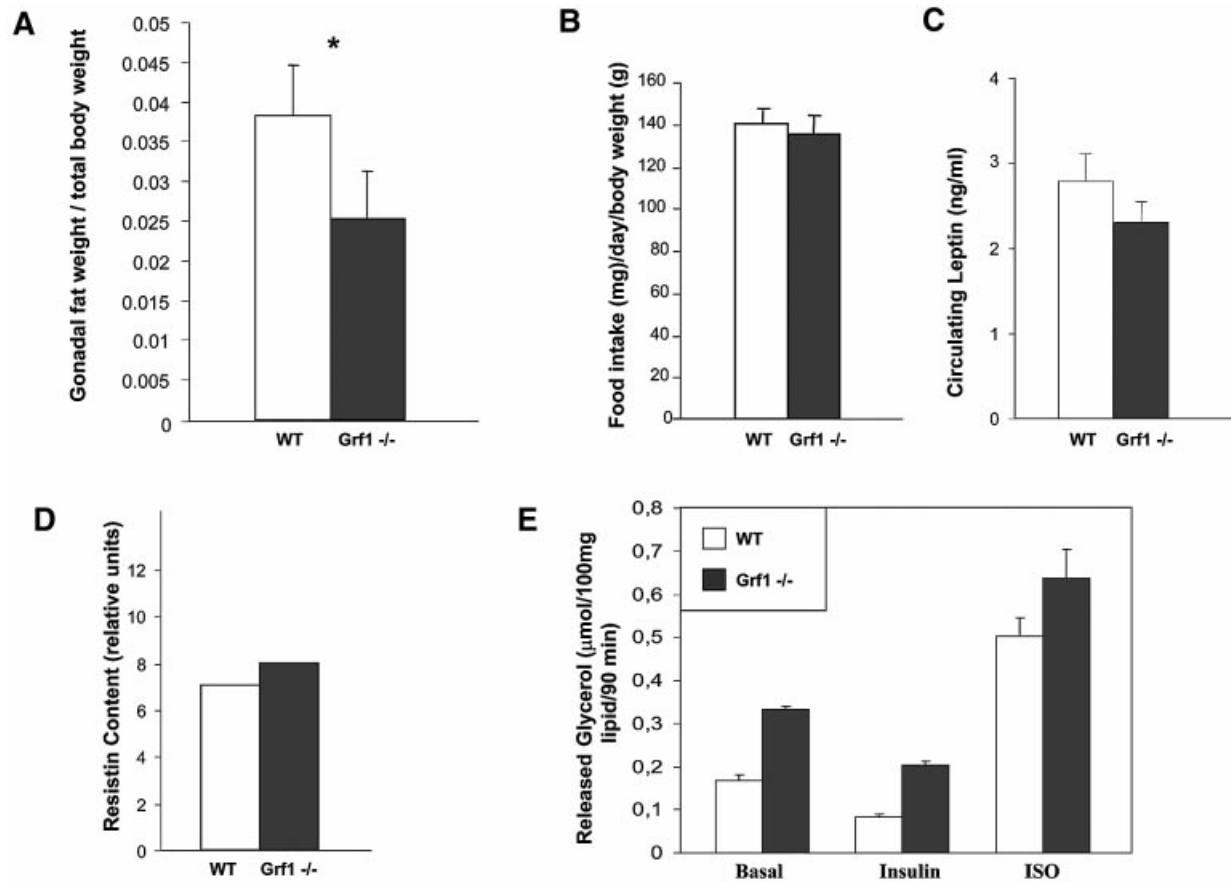 A
Gonadal fat weight / total body weight
0.05
0.045
0.04
0.035
0.03
0.025
0.02
0.015
0.01
0.005
0
*
WT Grf1 -/-
B
Food intake (mg)/day/body weight (g)
160
140
120
100
80
60
40
20
0
WT Grf1 -/-
C
Circulating Leptin (ng/ml)
4
3
2
1
0
WT Grf1 -/-
D
Resistin Content (relative units)
12
10
8
6
4
2
0
WT Grf1 -/-
E
Released Glycerol (μmol/100mg
lipid/90 min)
0,8
0,7
0,6
0,5
0,4
0,3
0,2
0,1
0
WT
Grf1 -/-
Basal Insulin ISO